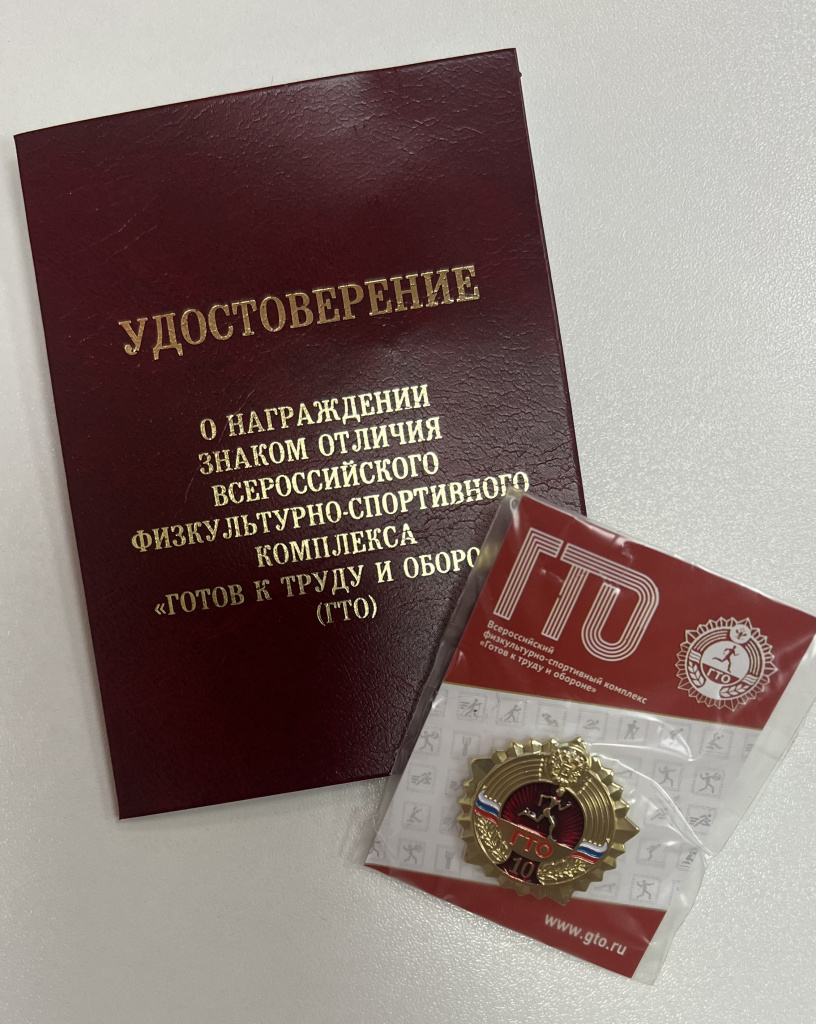 УДОСТОВЕРЕНИЕ
О НАГРАЖДЕНИИ
ЗНАКОМ ОТЛИЧИЯ
ВСЕРОССИЙСКОГО
ФИЗКУЛЬТУРНО-СПОРТИВНОГО
КОМПЛЕКСА
«ГОТОВ К ТРУДУ И ОБОРО
(ГТО)
ГТО
Всероссийский
физкультурно-спортивный комплекс
«Готов к труду и обороне»
ГТО
ГТО
10
www.gto.ru